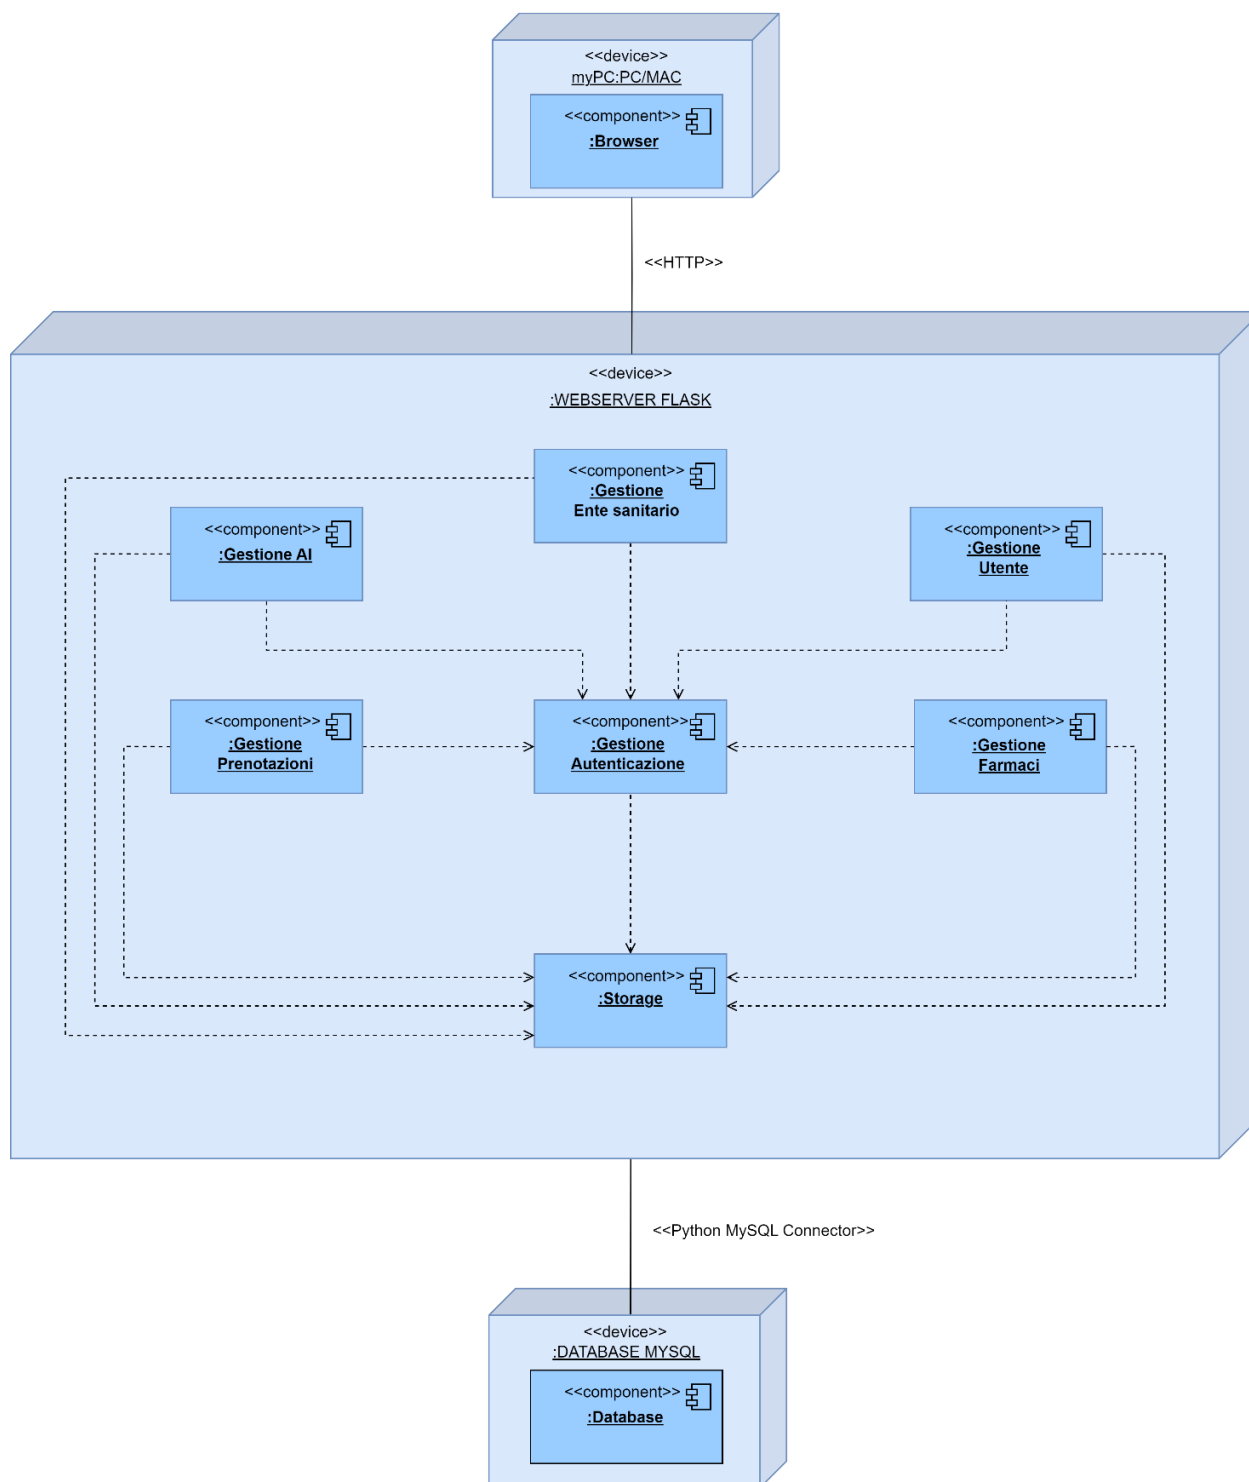 <<device>>
myPC:PC/MAC
<<component>>
:Browser
<<HTTP>>
<<device>>
:WEBSERVER FLASK
<<component>>
:Gestione
Ente sanitario
<<component>>
:Gestione AI
<<component>>
:Gestione
Utente
<<component>>
:Gestione
Prenotazioni
<<component>>
:Gestione
Autenticazione
<<component>>
:Gestione
Farmaci
<<component>>
:Storage
<<Python MySQL Connector>>
<<device>>
:DATABASE MYSQL
<<component>>
:Database